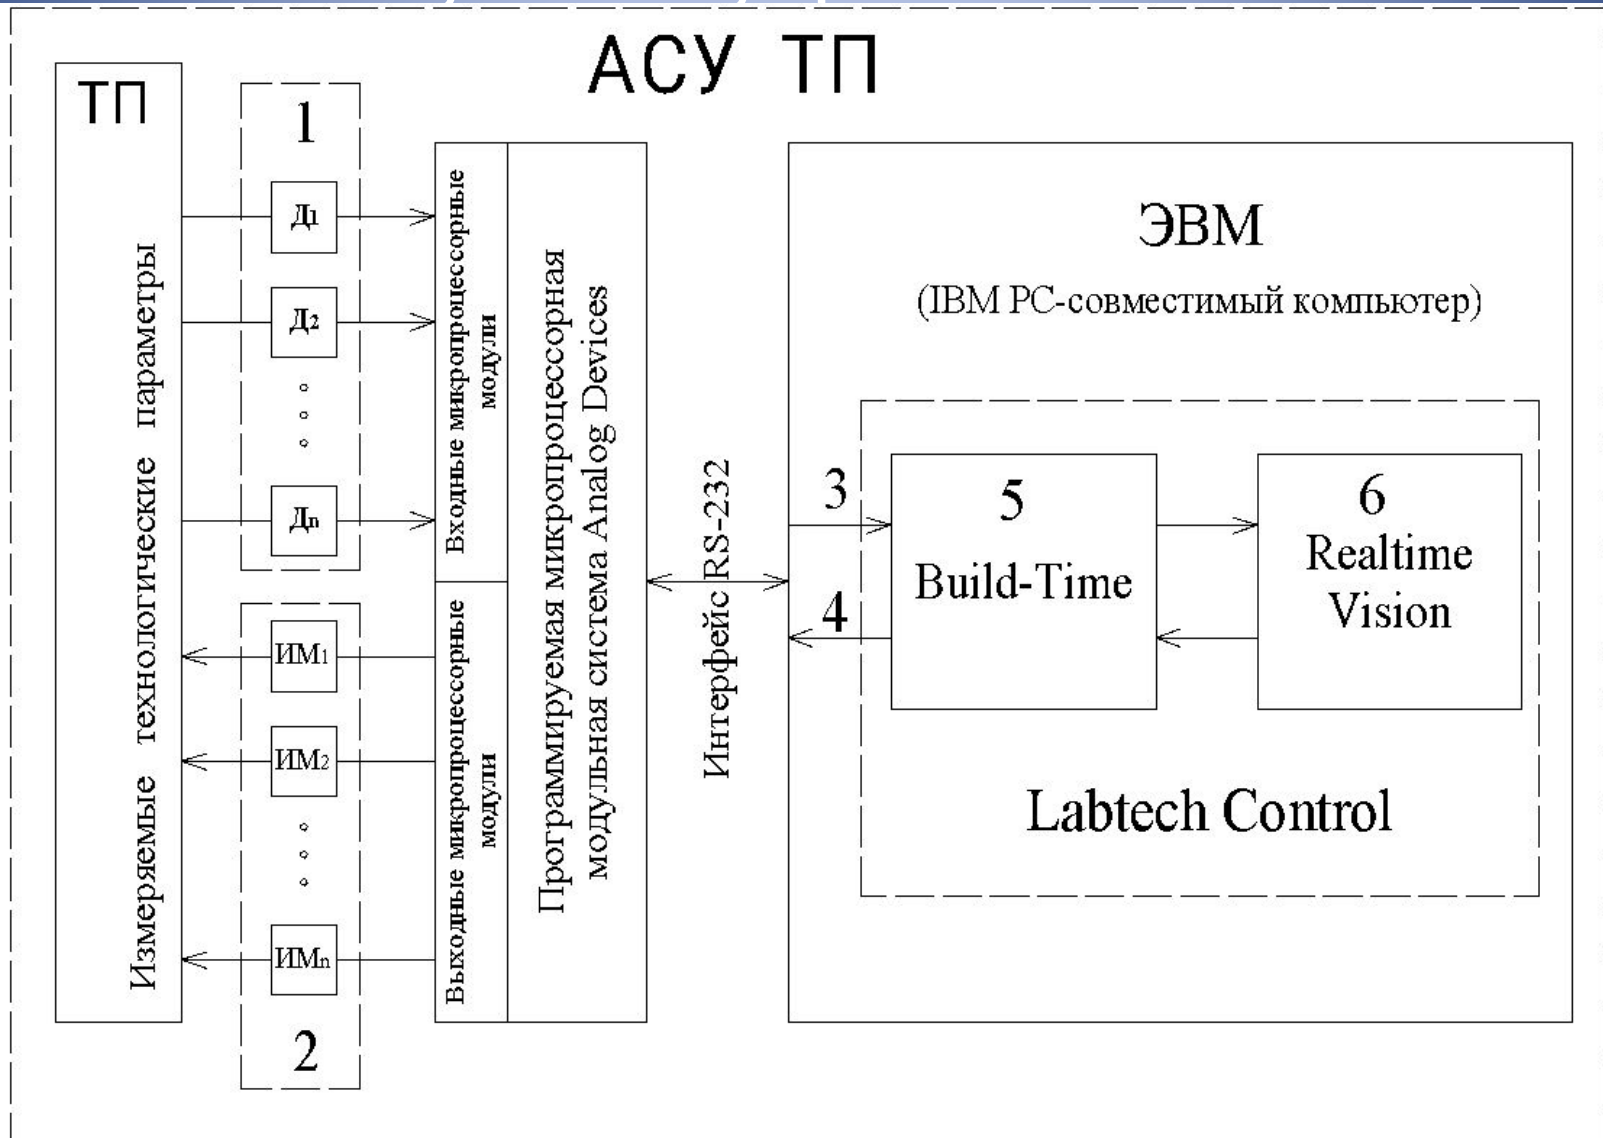 АСУ ТП
ТП
Измеряемые технологические параметры
1
Д1
Д2
Дn
ИМ1
ИМ2
ИМn
2
Входные микропроцессорные
модули
Выходные микропроцессорные
модули
Программируемая микропроцессорная
модульная система Analog Devices
Интерфейс RS-232
ЭВМ
(IBM PC-совместимый компьютер)
3
4
5
Build-Time
6
Realtime
Vision
Labtech Control